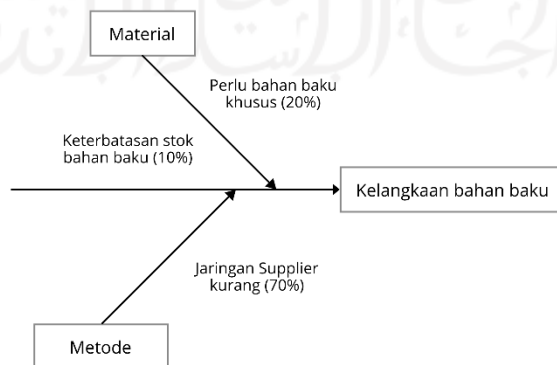 Material
Perlu bahan baku
khusus (20%)
Keterbatasan stok
bahan baku (10%)
Kelangkaan bahan baku
Jaringan Supplier
kurang (70%)
Metode